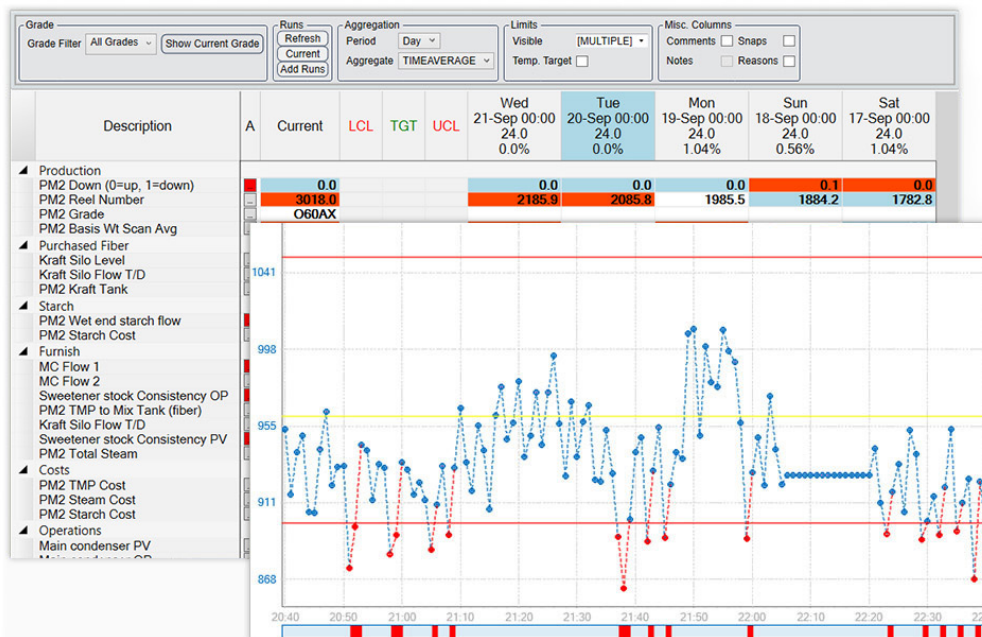 Grade Runs Aggregation Limits Misc. Columns
Grade Filter All Grades Show Current Grade Refresh Period Day Visible [MULTIPLE] Comments Snaps
Current Aggregate TIMEAVERAGE Temp. Target Notes Reasons
Add Runs
Wed Tue Mon Sun Sat
Description A Current LCL TGT UCL 21-Sep 00:00 20-Sep 00:00 19-Sep 00:00 18-Sep 00:00 17-Sep 00:00
24.0 24.0 24.0 24.0 24.0
0.0% 0.0% 1.04% 0.56% 1.04%
Production
PM2 Down (0=up, 1=down) ... 0.0 0.0 0.0 0.0 0.1 0.0
PM2 Reel Number ... 3018.0 2185.9 2085.8 1985.5 1884.2 1782.8
PM2 Grade ... O60AX
PM2 Basis Wt Scan Avg
Purchased Fiber
Kraft Silo Level
Kraft Silo Flow T/D
PM2 Kraft Tank
Starch
PM2 Wet end starch flow
PM2 Starch Cost
Furnish
MC Flow 1
MC Flow 2
Sweetener stock Consistency OP
PM2 TMP to Mix Tank (fiber)
Kraft Silo Flow T/D
Sweetener stock Consistency PV
PM2 Total Steam
Costs
PM2 TMP Cost
PM2 Steam Cost
PM2 Starch Cost
Operations
Main condenser PV
1041
998
955
911
868
20:40 20:50 21:00 21:10 21:20 21:30 21:40 21:50 22:00 22:10 22:20 22:30